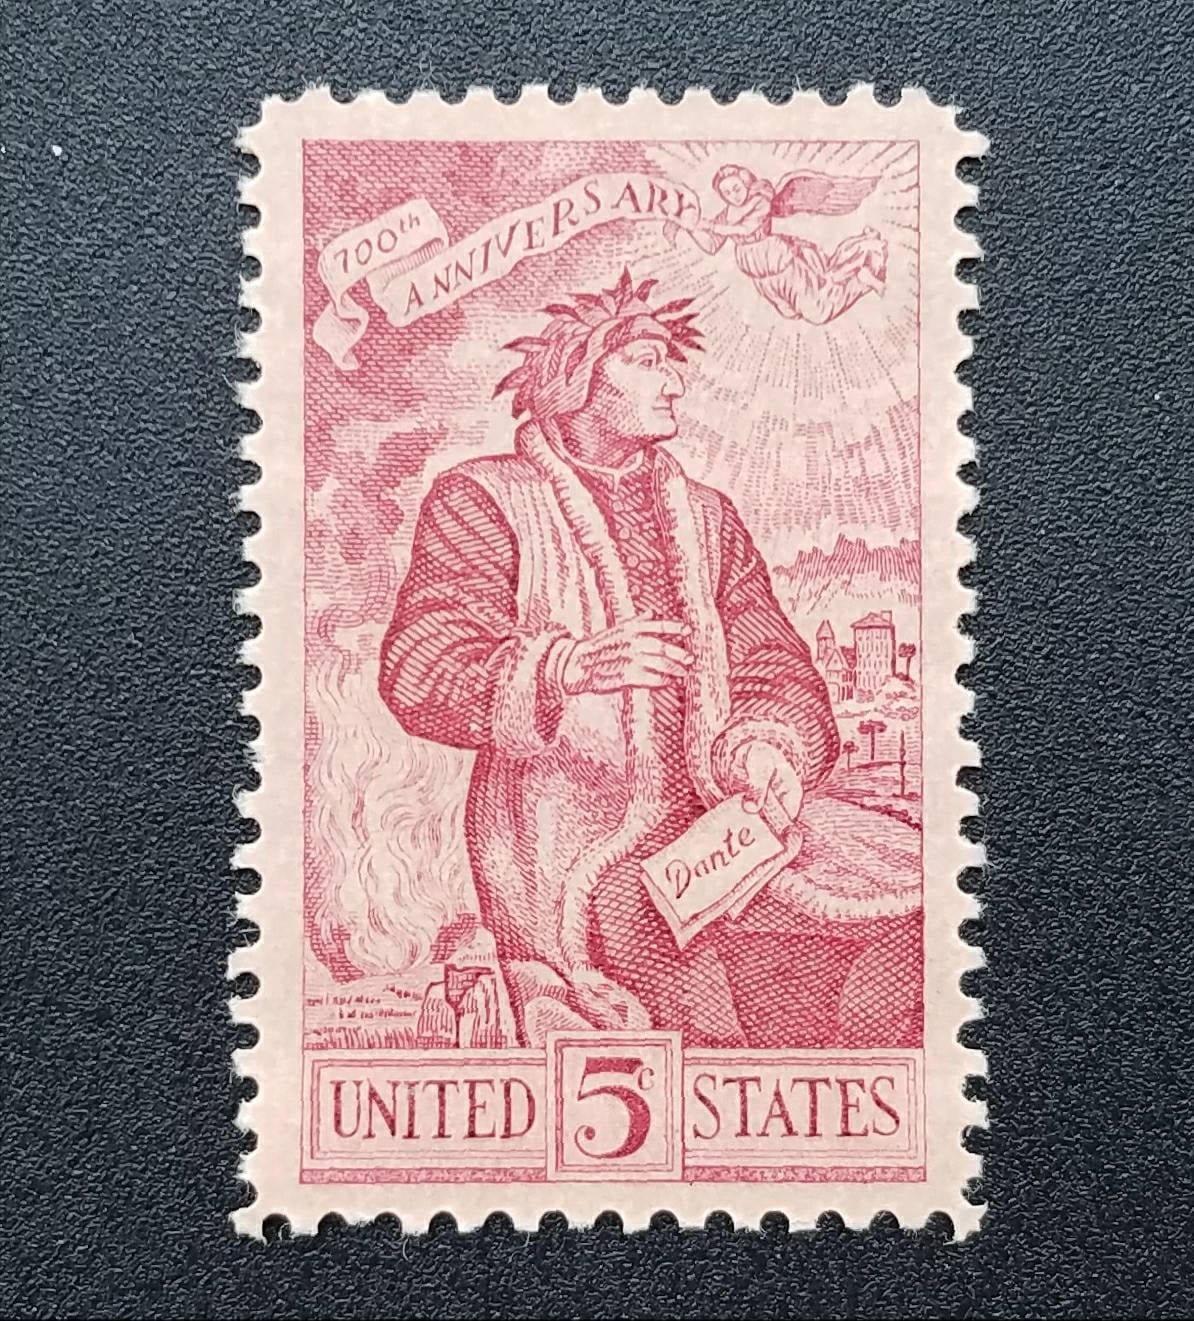 700th
ANNIVERSARY
Dante
UNITED 5c STATES